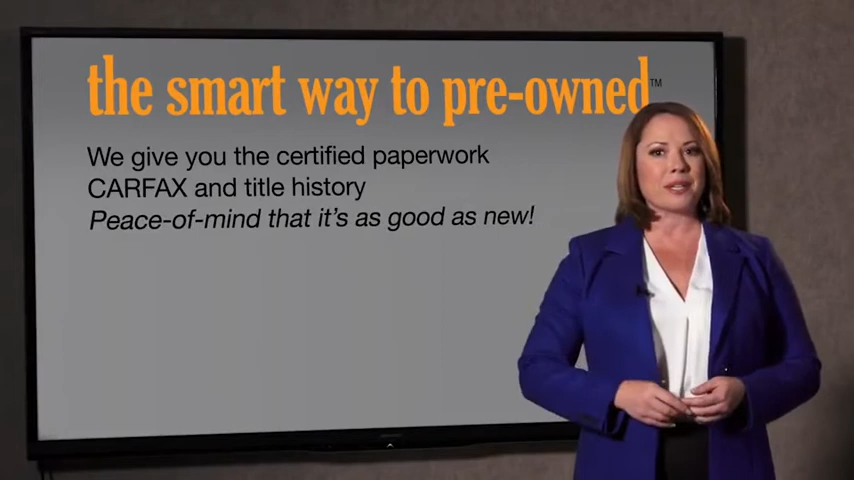 the smart way to pre-owned™
We give you the certified paperwork
CARFAX and title history
Peace-of-mind that it's as good as new!